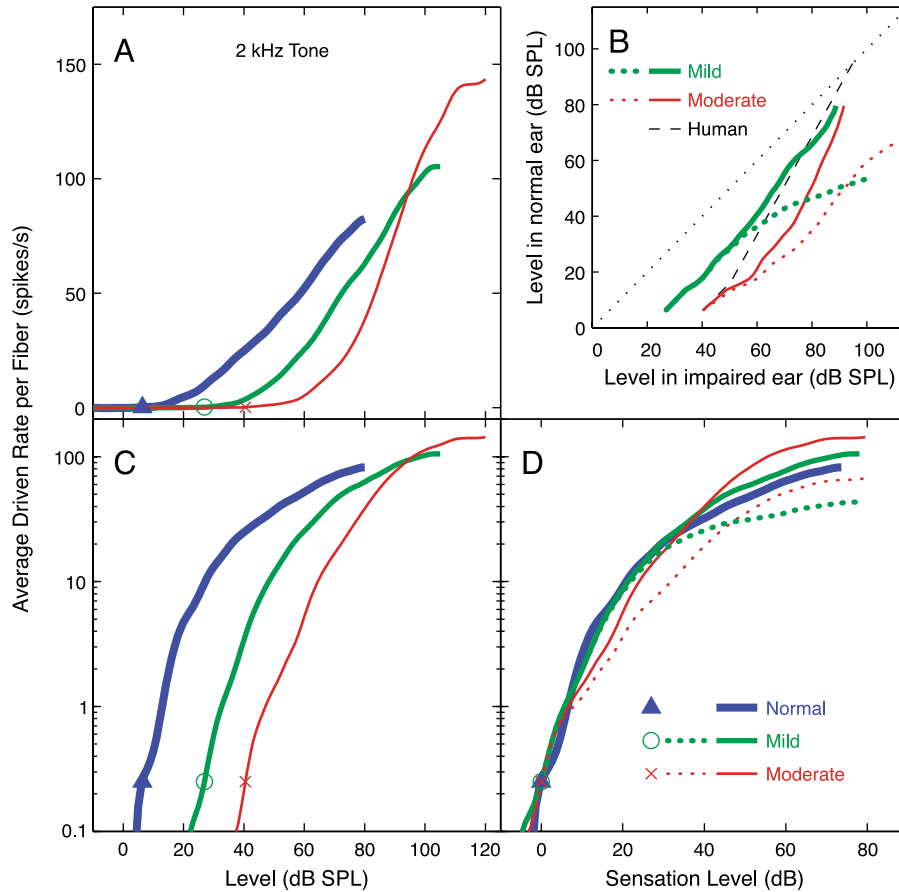 A
2 kHz Tone
150
100
50
0
Average Driven Rate per Fiber (spikes/s)
B
100
80
60
40
20
0
Level in normal ear (dB SPL)
Mild
Moderate
Human
0 20 40 60 80 100
Level in impaired ear (dB SPL)
C
100
10
1
0.1
0 20 40 60 80 100 120
Level (dB SPL)
D
Normal
Mild
Moderate
0 20 40 60 80
Sensation Level (dB)